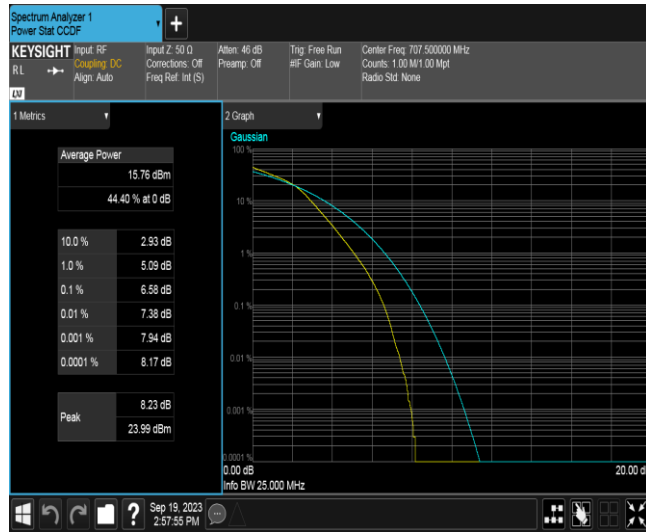 Spectrum Analyzer 1
Power Stat CCDF
+
KEYSIGHT
RL
LXI
Input: RF
Coupling: DC
Align: Auto
Input Z: 50 Ω
Corrections: Off
Freq Ref: Int (S)
Atten: 46 dB
Preamp: Off
Trig: Free Run
#IF Gain: Low
Center Freq: 707.500000 MHz
Counts: 1.00 M/1.00 Mpt
Radio Std: None
1 Metrics
Average Power
15.76 dBm
44.40 % at 0 dB
10.0 % 2.93 dB
1.0 % 5.09 dB
0.1 % 6.58 dB
0.01 % 7.38 dB
0.001 % 7.94 dB
0.0001 % 8.17 dB
Peak
8.23 dB
23.99 dBm
2 Graph
Gaussian
100 %
10 %
1 %
0.1 %
0.01 %
0.001 %
0.0001 %
0.00 dB
20.00 d
Info BW 25.000 MHz
?
Sep 19, 2023
2:57:55 PM